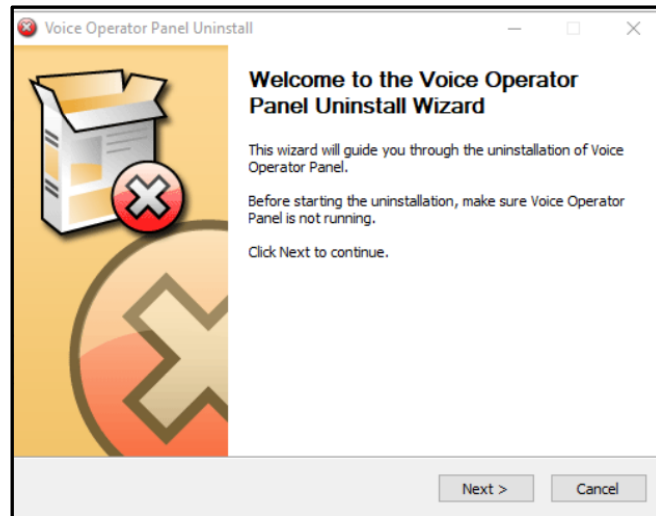 Voice Operator Panel Uninstall
Welcome to the Voice Operator
Panel Uninstall Wizard
This wizard will guide you through the uninstallation of Voice
Operator Panel.
Before starting the uninstallation, make sure Voice Operator
Panel is not running.
Click Next to continue.
Next >
Cancel